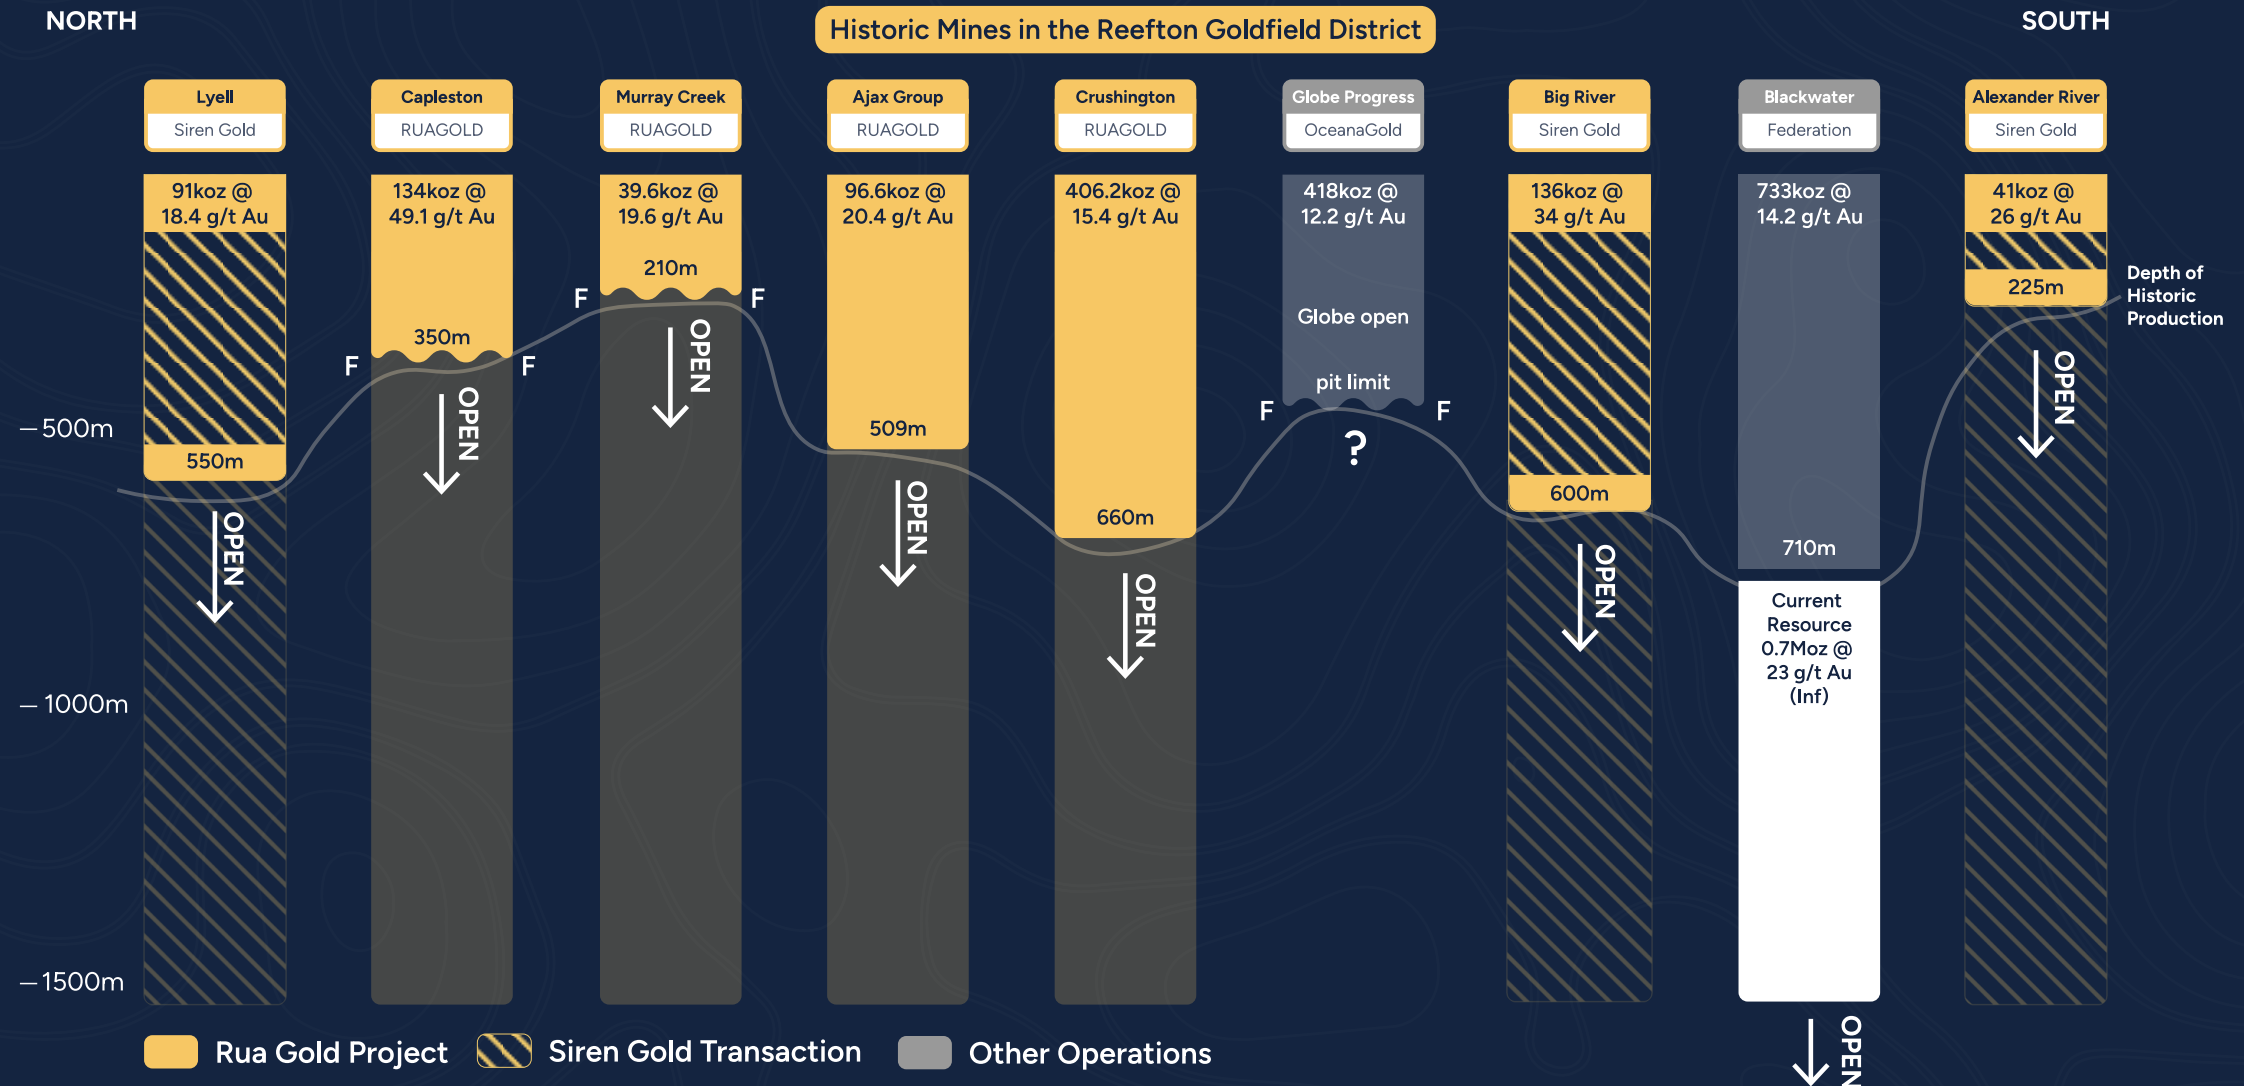 NORTH
Historic Mines in the Reefton Goldfield District
SOUTH
Lyell
Siren Gold
91koz @
18.4 g/t Au
550m
OPEN
Capleston
RUAGOLD
134koz @
49.1 g/t Au
350m
F
F
OPEN
Murray Creek
RUAGOLD
39.6koz @
19.6 g/t Au
210m
F
F
OPEN
Ajax Group
RUAGOLD
96.6koz @
20.4 g/t Au
509m
OPEN
Crushington
RUAGOLD
406.2koz @
15.4 g/t Au
660m
OPEN
Globe Progress
OceanaGold
418koz @
12.2 g/t Au
Globe open
pit limit
F
F
?
Big River
Siren Gold
136koz @
34 g/t Au
600m
OPEN
Blackwater
Federation
733koz @
14.2 g/t Au
710m
Current
Resource
0.7Moz @
23 g/t Au
(Inf)
OPEN
Alexander River
Siren Gold
41koz @
26 g/t Au
225m
OPEN
Depth of
Historic
Production
—500m
— 1000m
—1500m
Rua Gold Project
Siren Gold Transaction
Other Operations